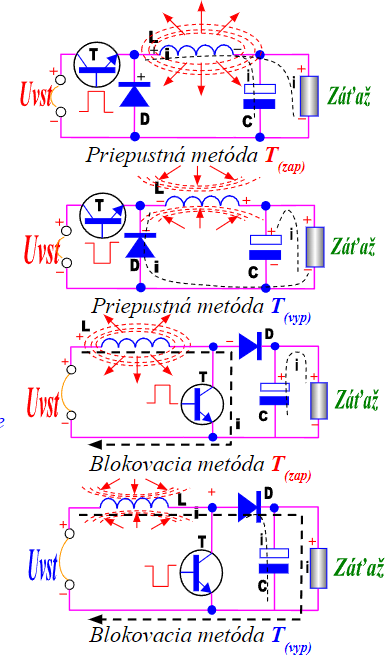 L
T
i
+
-
Uvst
D
C
i
Záťaž
Priepustná metóda T(zap)
L
T
Uvst
D
i
C
i
Záťaž
Priepustná metóda T(vyp)
L
D
T
Uvst
i
C
i
Záťaž
e
Blokovacia metóda T(zap)
L
i
D
T
Uvst
i
C
i
Záťaž
Blokovacia metóda T(vyp)